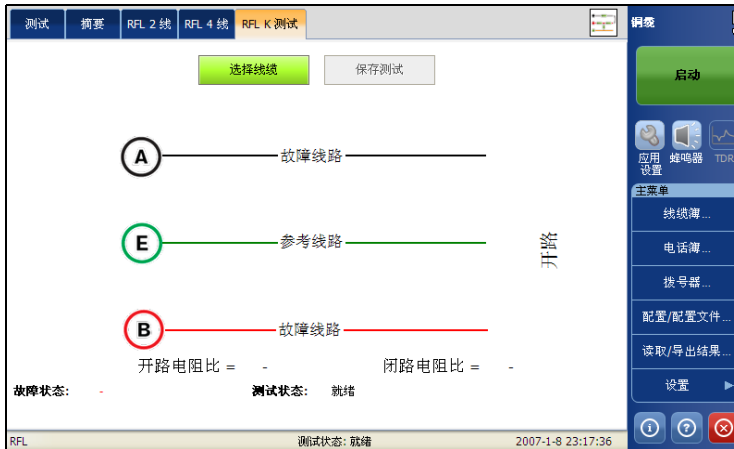 测试 摘要 RFL 2 线 RFL 4 线 RFL K 测试
选择线缆 保存测试
A 故障线路
E 参考线路
开路
B 故障线路
开路电阻比 = - 闭路电阻比 = -
故障状态: - 测试状态: 就绪
RFL 测试状态: 就绪 2007-1-8 23:17:36
铜缆
启动
应用设置 蜂鸣器 TDR
主菜单
线缆簿...
电话簿...
拨号器...
配置/配置文件...
读取/导出结果...
设置